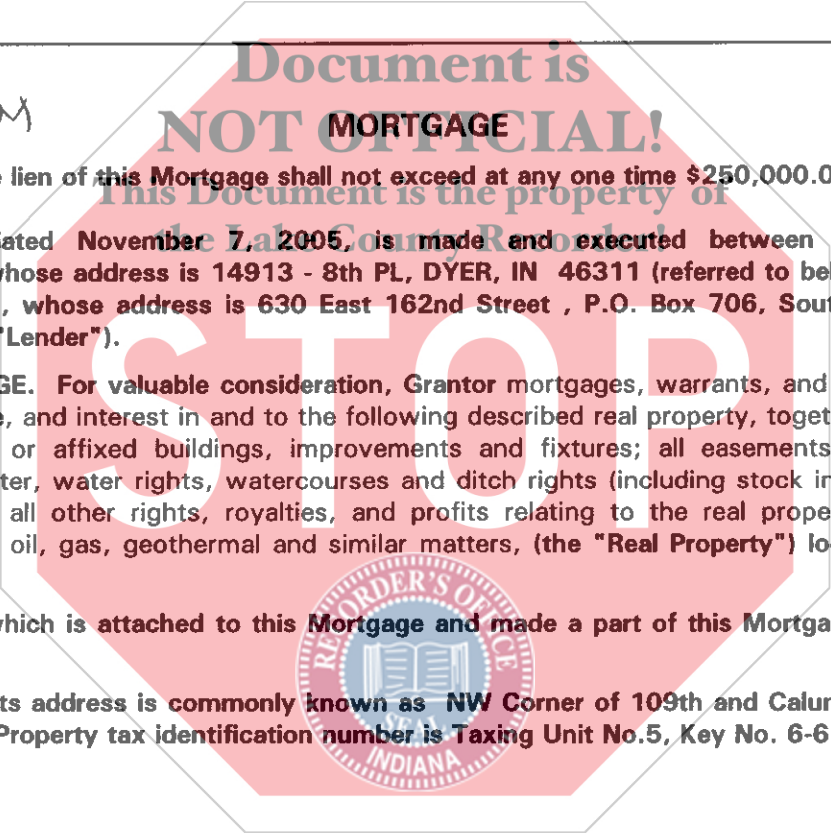 Document is
NOT OFFICIAL!
MORTGAGE
lien of this Mortgage shall not exceed at any one time $250,000.0
This Document is the property of
the Lake County Recorder!
ated November 7, 2005, is made and executed between
whose address is 14913 - 8th PL, DYER, IN 46311 (referred to bel
, whose address is 630 East 162nd Street , P.O. Box 706, Sout
"Lender").
STOP
GE. For valuable consideration, Grantor mortgages, warrants, and
, and interest in and to the following described real property, toget
or affixed buildings, improvements and fixtures; all easements
ter, water rights, watercourses and ditch rights (including stock in
all other rights, royalties, and profits relating to the real prope
oil, gas, geothermal and similar matters, (the "Real Property") lo
RECORDER'S OFFICE
which is attached to this Mortgage and made a part of this Mortga
ts address is commonly known as NW Corner of 109th and Calum
Property tax identification number is Taxing Unit No.5, Key No. 6-6
SEAL
INDIANA